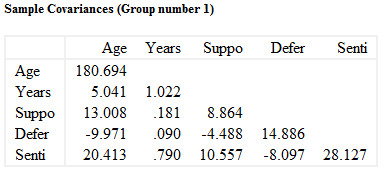 Sample Covariances (Group number 1)
Age Years Suppo Defer Senti
Age 180.694
Years 5.041 1.022
Suppo 13.008 .181 8.864
Defer -9.971 .090 -4.488 14.886
Senti 20.413 .790 10.557 -8.097 28.127